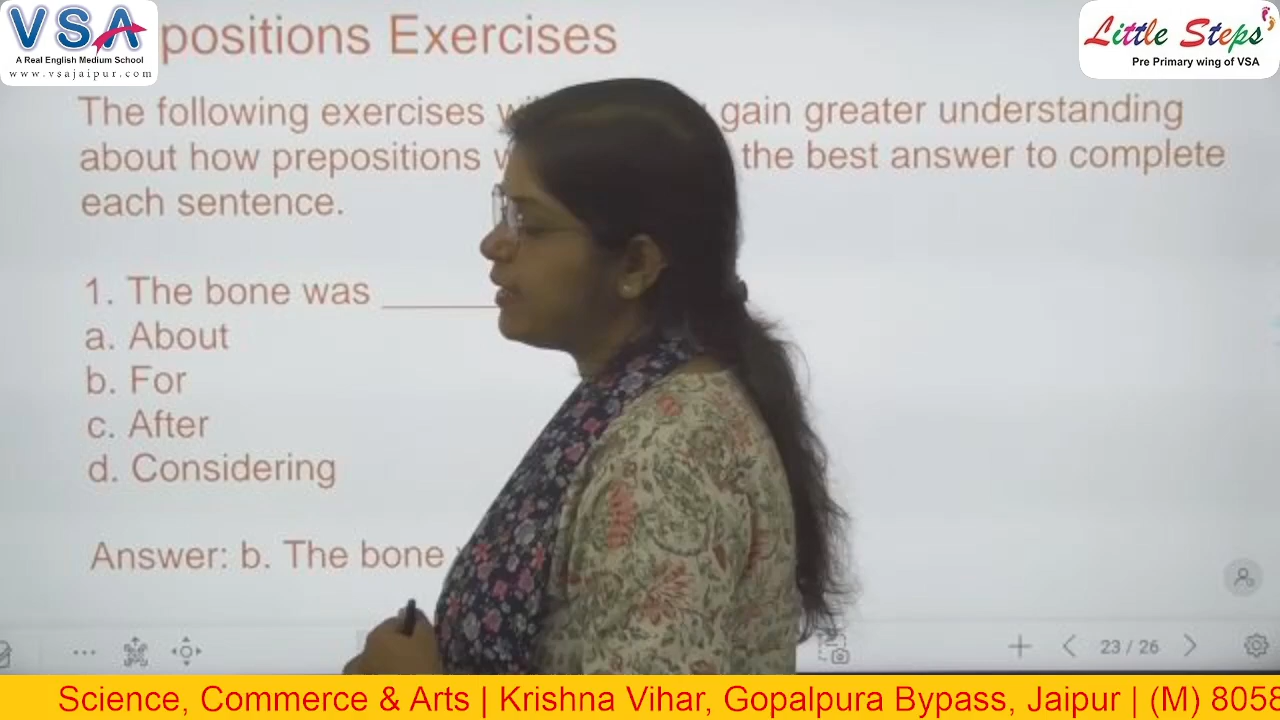 VSA
A Real English Medium School
www.vsajaipur.com
Little Steps
Pre Primary wing of VSA
positions Exercises
The following exercises gain greater understanding
about how prepositions the best answer to complete
each sentence.
1. The bone was ______
a. About
b. For
c. After
d. Considering
Answer: b. The bone
23 / 26
Science, Commerce & Arts | Krishna Vihar, Gopalpura Bypass, Jaipur | (M) 8058